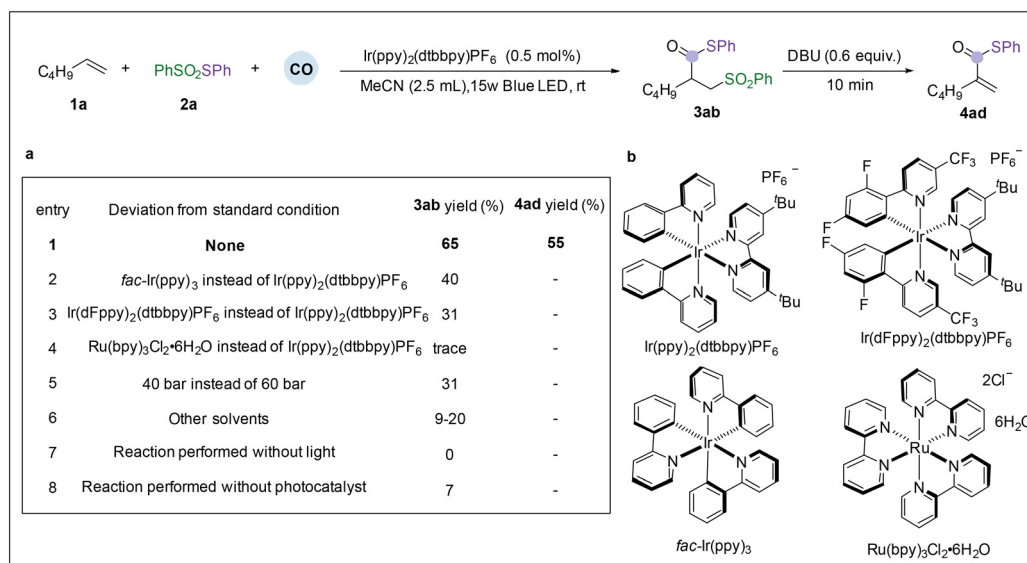 Ir(ppy)₂(dtbbpy)PF₆ (0.5 mol%)
DBU (0.6 equiv.)
C₄H₉ + PhSO₂SPh + CO
MeCN (2.5 mL),15w Blue LED, rt
10 min
1a 2a
O SPh C₄H₉ SO₂Ph
3ab
O SPh C₄H₉
4ad
a
entry Deviation from standard condition 3ab yield (%) 4ad yield (%)
1 None 65 55
2 fac-Ir(ppy)₃ instead of Ir(ppy)₂(dtbbpy)PF₆ 40 -
3 Ir(dFppy)₂(dtbbpy)PF₆ instead of Ir(ppy)₂(dtbbpy)PF₆ 31 -
4 Ru(bpy)₃Cl₂•6H₂O instead of Ir(ppy)₂(dtbbpy)PF₆ trace -
5 40 bar instead of 60 bar 31 -
6 Other solvents 9-20 -
7 Reaction performed without light 0 -
8 Reaction performed without photocatalyst 7 -
b
PF₆⁻
tBu
N N Ir N N
tBu
Ir(ppy)₂(dtbbpy)PF₆
CF₃ PF₆⁻
F tBu
N N Ir N N
F F
F tBu
CF₃
Ir(dFppy)₂(dtbbpy)PF₆
N Ir N N
fac-Ir(ppy)₃
2Cl⁻
6H₂O
N N N Ru N N N
Ru(bpy)₃Cl₂•6H₂O